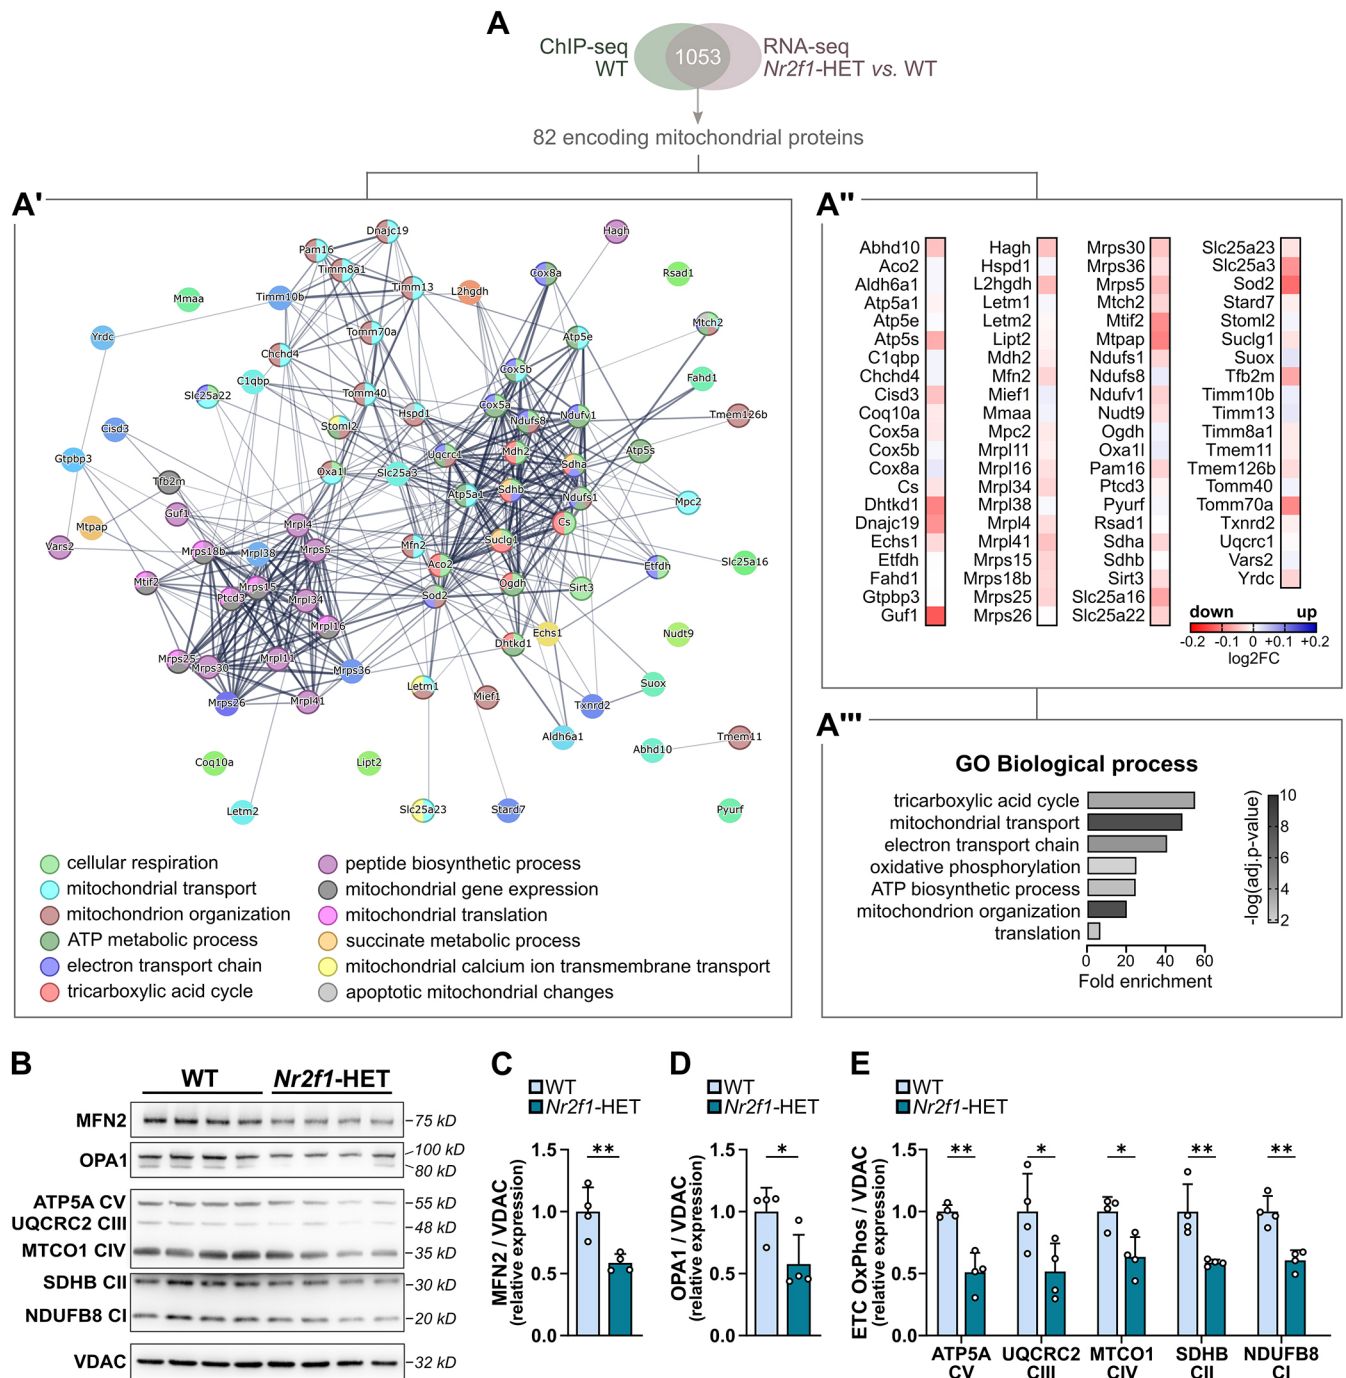 A
ChIP-seq
WT
1053
RNA-seq
Nr2f1-HET vs. WT
82 encoding mitochondrial proteins
A'
Dnajc19
Hagh
Pam16
Timm8a1
Cox8a
Rsad1
Timm13
L2hgdh
Mmaa
Timm10b
Mtch2
Yrdc
Tomm70a
Atp5e
Chchd4
Cox5b
C1qbp
Fahd1
Slc25a22
Tomm40
Cox5a
Hspd1
Ndufs8
Ndufv1
Tmem126b
Stoml2
Cisd3
Uqcrc1
Mdh2
Atp5s
Gtpbp3
Oxa1l
Slc25a3
Sdha
Tfb2m
Atp5a1
Sdhb
Ndufs1
Mpc2
Guf1
Mtpap
Mrpl4
Cs
Vars2
Mrps18b
Mrpl38
Mrps5
Mfn2
Suclg1
Aco2
Etfdh
Slc25a16
Mtif2
Mrps15
Ptcd3
Mrpl34
Sod2
Ogdh
Sirt3
Mrpl16
Dhtkd1
Echs1
Nudt9
Mrps25
Mrps30
Mrpl11
Mrps36
Letm1
Mief1
Suox
Mrps26
Mrpl41
Txnrd2
Aldh6a1
Abhd10
Tmem11
Coq10a
Lipt2
Letm2
Slc25a23
Stard7
Pyurf
cellular respiration
mitochondrial transport
mitochondrion organization
ATP metabolic process
electron transport chain
tricarboxylic acid cycle
peptide biosynthetic process
mitochondrial gene expression
mitochondrial translation
succinate metabolic process
mitochondrial calcium ion transmembrane transport
apoptotic mitochondrial changes
A''
Abhd10
Aco2
Aldh6a1
Atp5a1
Atp5e
Atp5s
C1qbp
Chchd4
Cisd3
Coq10a
Cox5a
Cox5b
Cox8a
Cs
Dhtkd1
Dnajc19
Echs1
Etfdh
Fahd1
Gtpbp3
Guf1
Hagh
Hspd1
L2hgdh
Letm1
Letm2
Lipt2
Mdh2
Mfn2
Mief1
Mmaa
Mpc2
Mrpl11
Mrpl16
Mrpl34
Mrpl38
Mrpl4
Mrpl41
Mrps15
Mrps18b
Mrps25
Mrps26
Mrps30
Mrps36
Mrps5
Mtch2
Mtif2
Mtpap
Ndufs1
Ndufs8
Ndufv1
Nudt9
Ogdh
Oxa1l
Pam16
Ptcd3
Pyurf
Rsad1
Sdha
Sdhb
Sirt3
Slc25a16
Slc25a22
Slc25a23
Slc25a3
Sod2
Stard7
Stoml2
Suclg1
Suox
Tfb2m
Timm10b
Timm13
Timm8a1
Tmem11
Tmem126b
Tomm40
Tomm70a
Txnrd2
Uqcrc1
Vars2
Yrdc
down up
-0.2 -0.1 0 +0.1 +0.2
log2FC
A'''
GO Biological process
tricarboxylic acid cycle
mitochondrial transport
electron transport chain
oxidative phosphorylation
ATP biosynthetic process
mitochondrion organization
translation
0 20 40 60
Fold enrichment
10
8
6
4
2
-log(adj.p-value)
B
WT Nr2f1-HET
MFN2
75 kD
OPA1
100 kD
80 kD
ATP5A CV
55 kD
UQCRC2 CIII
48 kD
MTCO1 CIV
35 kD
SDHB CII
30 kD
NDUFB8 CI
20 kD
VDAC
32 kD
C
WT
Nr2f1-HET
MFN2 / VDAC
(relative expression)
1.5
1.0
0.5
0.0
**
D
WT
Nr2f1-HET
OPA1 / VDAC
(relative expression)
1.5
1.0
0.5
0.0
*
E
WT
Nr2f1-HET
ETC OxPhos / VDAC
(relative expression)
1.5
1.0
0.5
0.0
** * * ** **
ATP5A UQCRC2 MTCO1 SDHB NDUFB8
CV CIII CIV CII CI